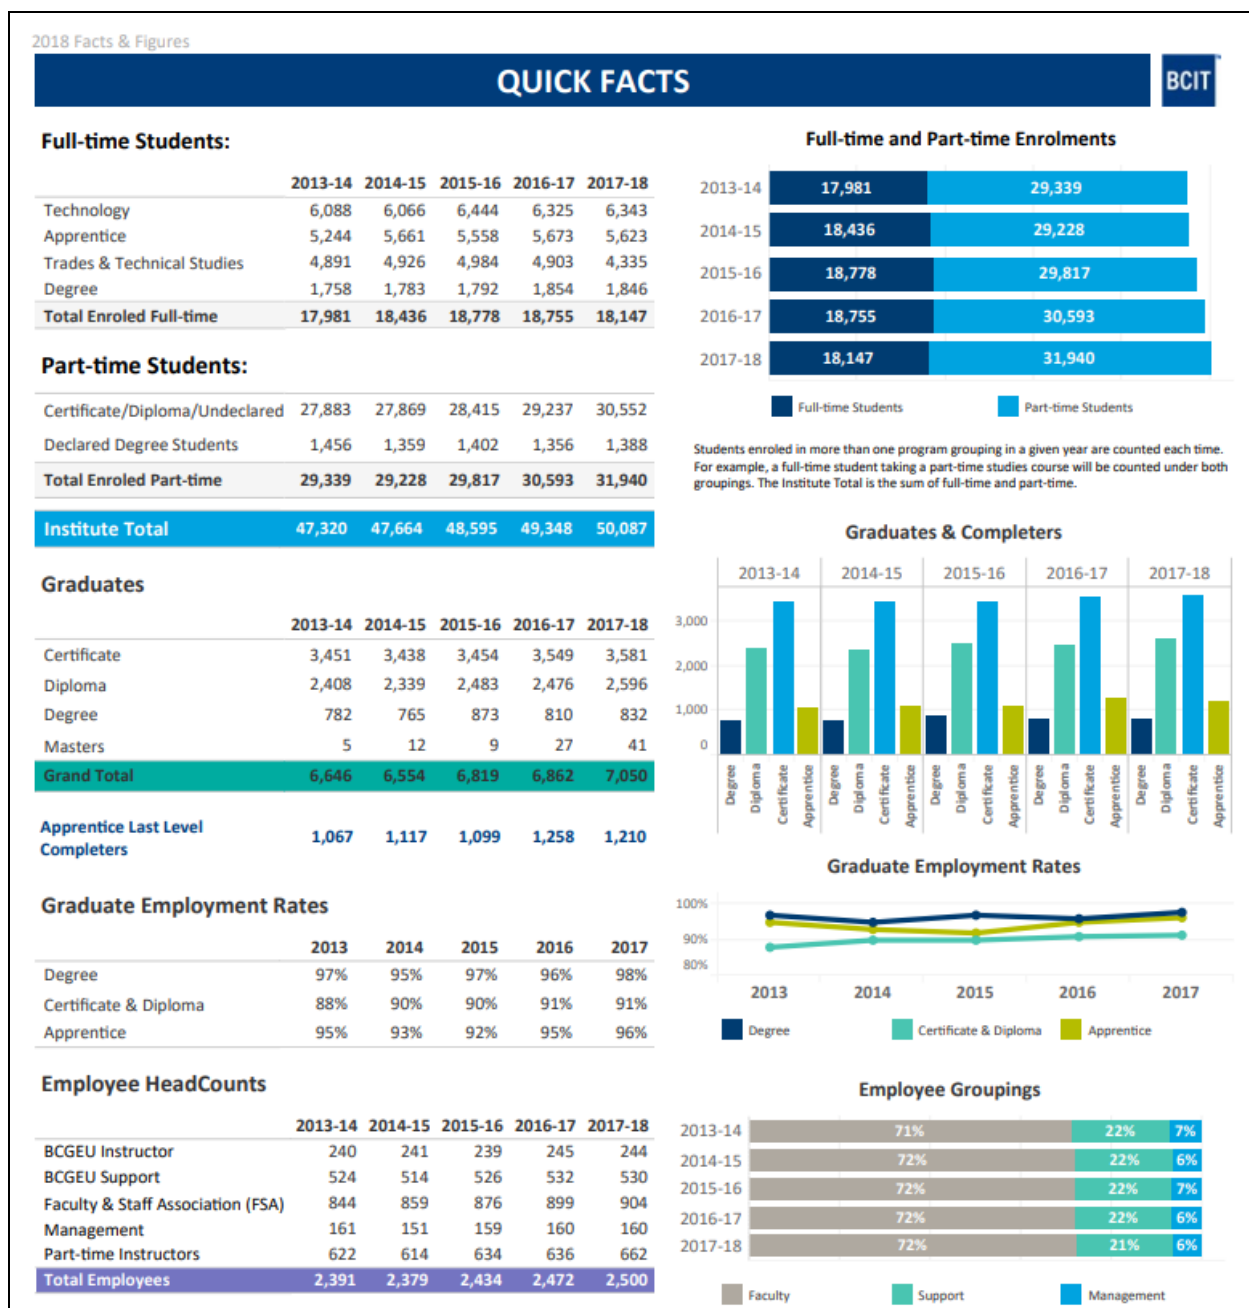 2018 Facts & Figures
QUICK FACTS
BCIT
Full-time Students:
2013-14 2014-15 2015-16 2016-17 2017-18
Technology 6,088 6,066 6,444 6,325 6,343
Apprentice 5,244 5,661 5,558 5,673 5,623
Trades & Technical Studies 4,891 4,926 4,984 4,903 4,335
Degree 1,758 1,783 1,792 1,854 1,846
Total Enroled Full-time 17,981 18,436 18,778 18,755 18,147
Part-time Students:
Certificate/Diploma/Undeclared 27,883 27,869 28,415 29,237 30,552
Declared Degree Students 1,456 1,359 1,402 1,356 1,388
Total Enroled Part-time 29,339 29,228 29,817 30,593 31,940
Institute Total 47,320 47,664 48,595 49,348 50,087
Graduates
2013-14 2014-15 2015-16 2016-17 2017-18
Certificate 3,451 3,438 3,454 3,549 3,581
Diploma 2,408 2,339 2,483 2,476 2,596
Degree 782 765 873 810 832
Masters 5 12 9 27 41
Grand Total 6,646 6,554 6,819 6,862 7,050
Apprentice Last Level
Completers 1,067 1,117 1,099 1,258 1,210
Graduate Employment Rates
2013 2014 2015 2016 2017
Degree 97% 95% 97% 96% 98%
Certificate & Diploma 88% 90% 90% 91% 91%
Apprentice 95% 93% 92% 95% 96%
Employee HeadCounts
2013-14 2014-15 2015-16 2016-17 2017-18
BCGEU Instructor 240 241 239 245 244
BCGEU Support 524 514 526 532 530
Faculty & Staff Association (FSA) 844 859 876 899 904
Management 161 151 159 160 160
Part-time Instructors 622 614 634 636 662
Total Employees 2,391 2,379 2,434 2,472 2,500
Full-time and Part-time Enrolments
2013-14 17,981 29,339
2014-15 18,436 29,228
2015-16 18,778 29,817
2016-17 18,755 30,593
2017-18 18,147 31,940
Full-time Students Part-time Students
Students enroled in more than one program grouping in a given year are counted each time.
For example, a full-time student taking a part-time studies course will be counted under both
groupings. The Institute Total is the sum of full-time and part-time.
Graduates & Completers
2013-14 2014-15 2015-16 2016-17 2017-18
3,000
2,000
1,000
0
Degree Diploma Certificate Apprentice Degree Diploma Certificate Apprentice Degree Diploma Certificate Apprentice Degree Diploma Certificate Apprentice Degree Diploma Certificate Apprentice
Graduate Employment Rates
100%
90%
80%
2013 2014 2015 2016 2017
Degree Certificate & Diploma Apprentice
Employee Groupings
2013-14 71% 22% 7%
2014-15 72% 22% 6%
2015-16 72% 22% 7%
2016-17 72% 22% 6%
2017-18 72% 21% 6%
Faculty Support Management